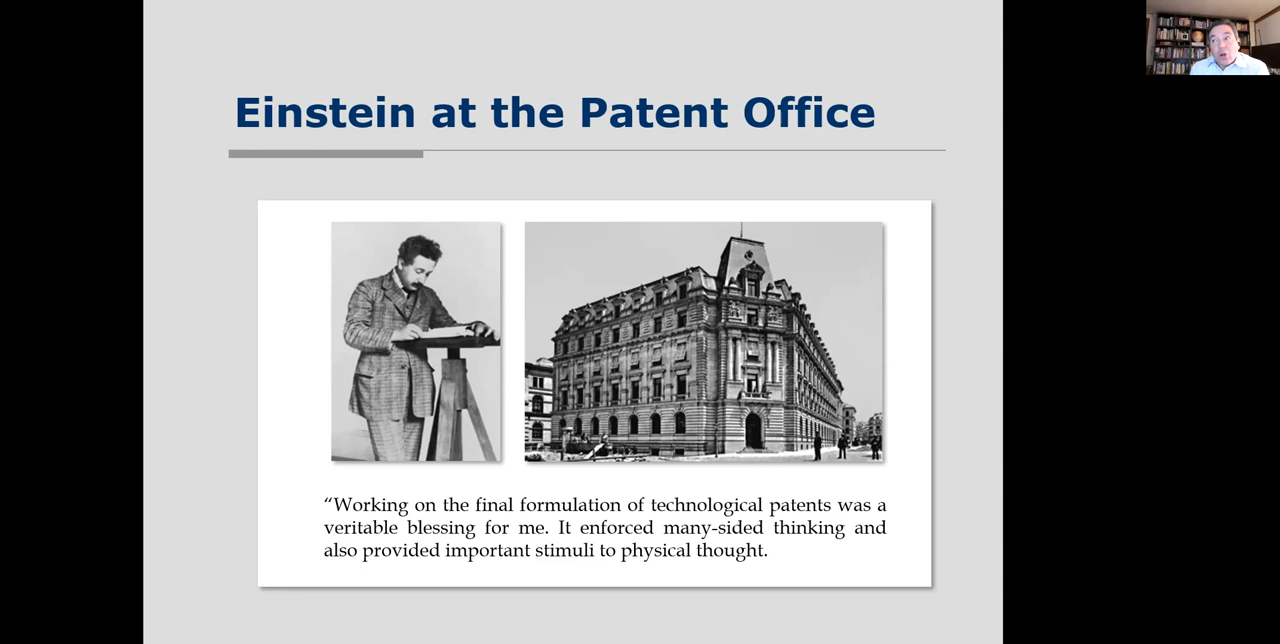 Einstein at the Patent Office
“Working on the final formulation of technological patents was a
veritable blessing for me. It enforced many-sided thinking and
also provided important stimuli to physical thought.